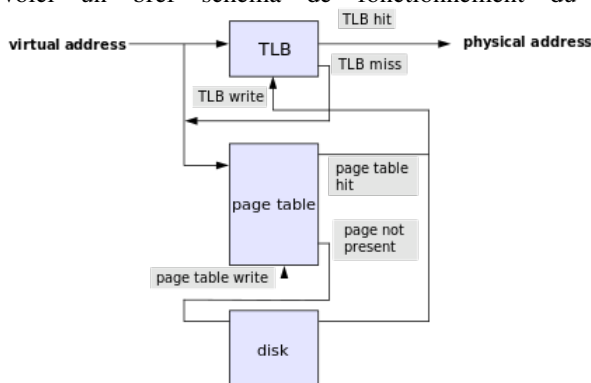 Voici un bref schéma de fonctionnement du
TLB hit
virtual address
TLB
physical address
TLB miss
TLB write
page table
hit
page table
page not
present
page table write
disk